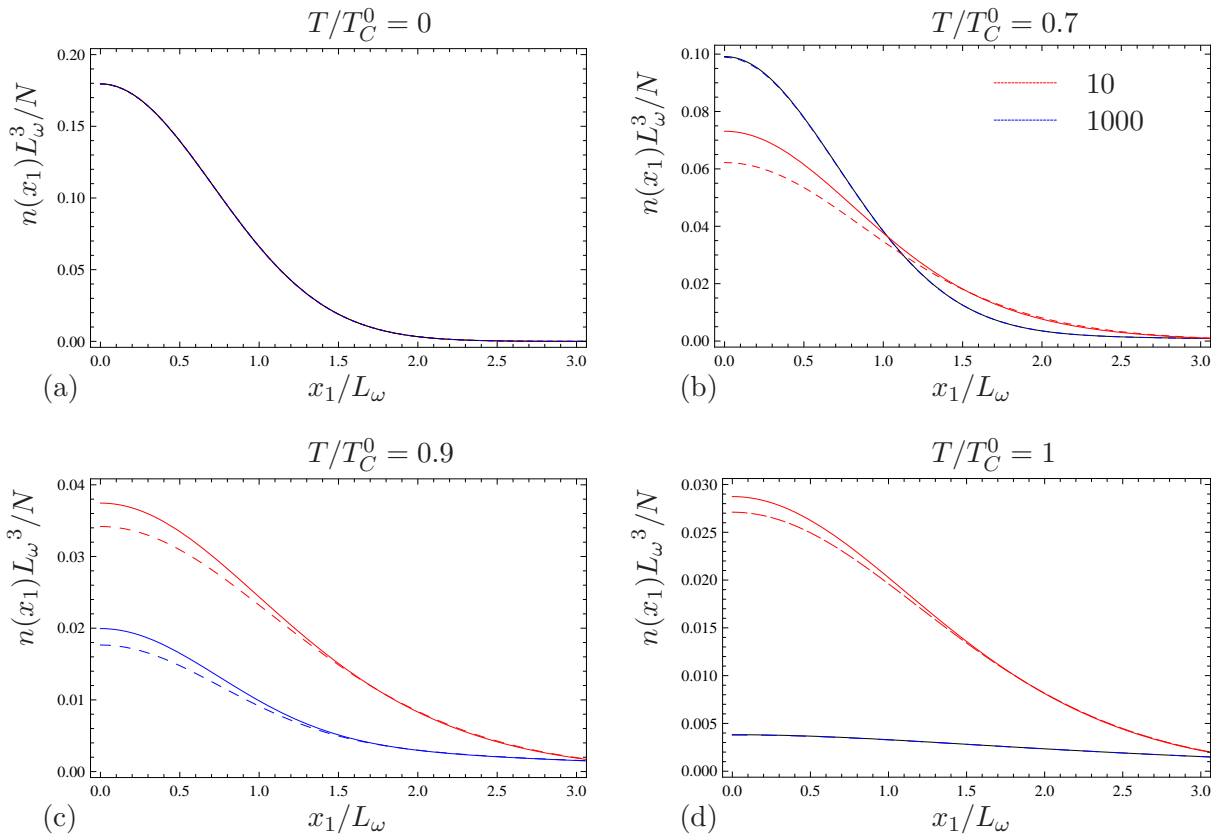 T/T_C^0 = 0
n(x_1)L_ω^3/N
0.20
0.15
0.10
0.05
0.00
0.0 0.5 1.0 1.5 2.0 2.5 3.0
(a) x_1/L_ω
T/T_C^0 = 0.7
n(x_1)L_ω^3/N
0.10
0.08
0.06
0.04
0.02
0.00
10
1000
0.0 0.5 1.0 1.5 2.0 2.5 3.0
(b) x_1/L_ω
T/T_C^0 = 0.9
n(x_1)L_ω^3/N
0.04
0.03
0.02
0.01
0.00
0.0 0.5 1.0 1.5 2.0 2.5 3.0
(c) x_1/L_ω
T/T_C^0 = 1
n(x_1)L_ω^3/N
0.030
0.025
0.020
0.015
0.010
0.005
0.000
0.0 0.5 1.0 1.5 2.0 2.5 3.0
(d) x_1/L_ω